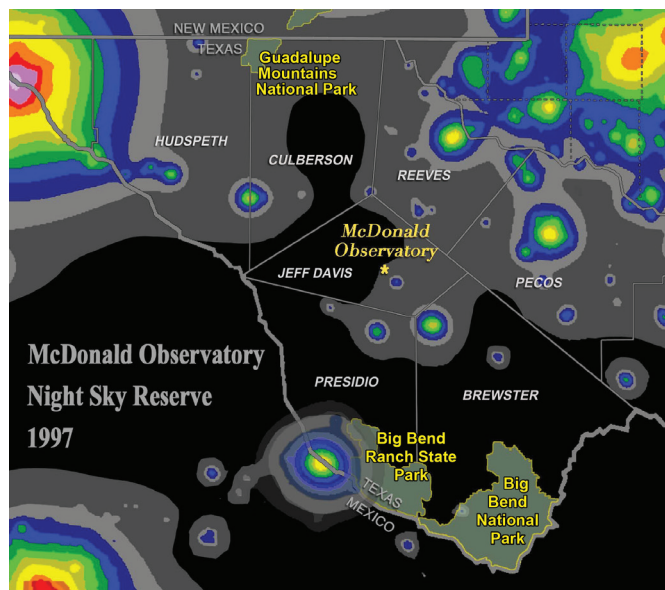 NEW MEXICO
TEXAS
Guadalupe
Mountains
National Park
HUDSPETH
CULBERSON
REEVES
McDonald
Observatory
*
JEFF DAVIS
PECOS
McDonald Observatory
Night Sky Reserve
1997
PRESIDIO
BREWSTER
Big Bend
Ranch State
Park
TEXAS
MEXICO
Big
Bend
National
Park